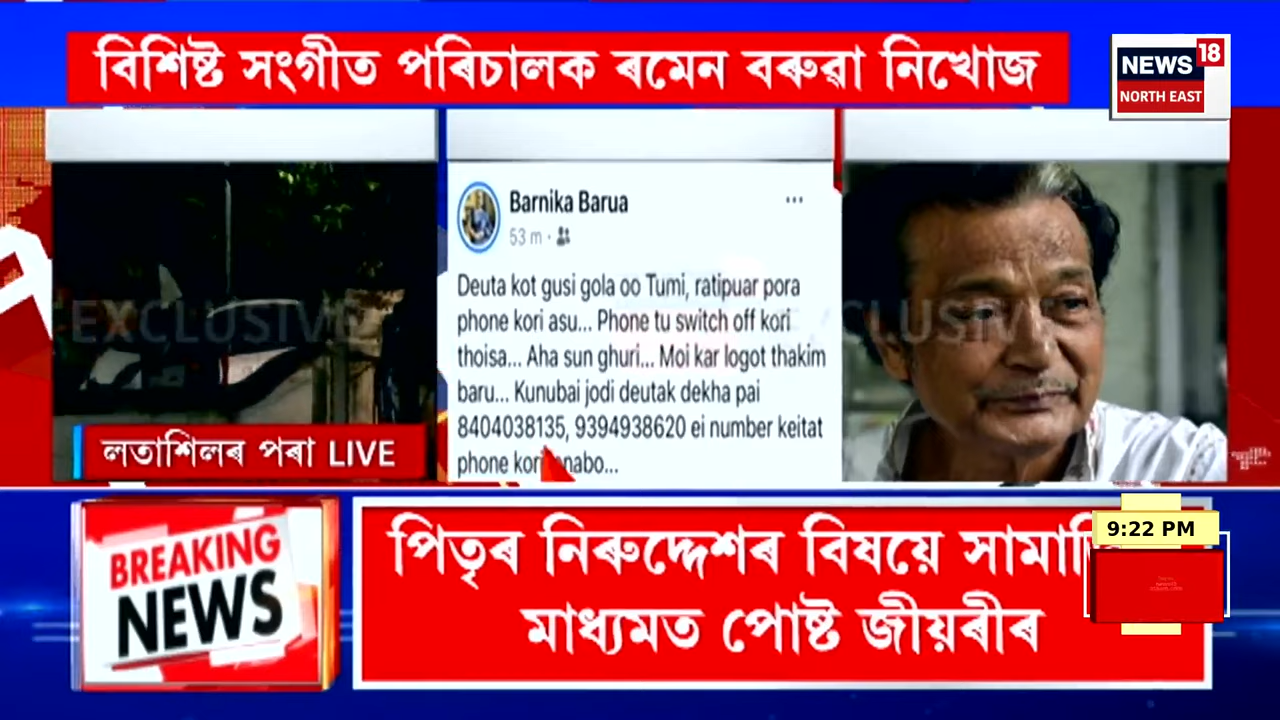 বিশিষ্ট সংগীত পৰিচালক ৰমেন বৰুৱা নিখোজ
NEWS 18
NORTH EAST
EXCLUSIVE
Barnika Barua
53 m
Deuta kot gusi gola oo Tumi, ratipuar pora
phone kori asu... Phone tu switch off kori
thoisa... Aha sun ghuri... Moi kar logot thakim
baru... Kunubai jodi deutak dekha pai
8404038135, 9394938620 ei number keitat
phone kori
লতাশিলৰ পৰা LIVE
BREAKING
NEWS
পিতৃৰ নিৰুদ্দেশৰ বিষয়ে
মাধ্যমত পোষ্ট জীয়ৰীৰ
9:22 PM